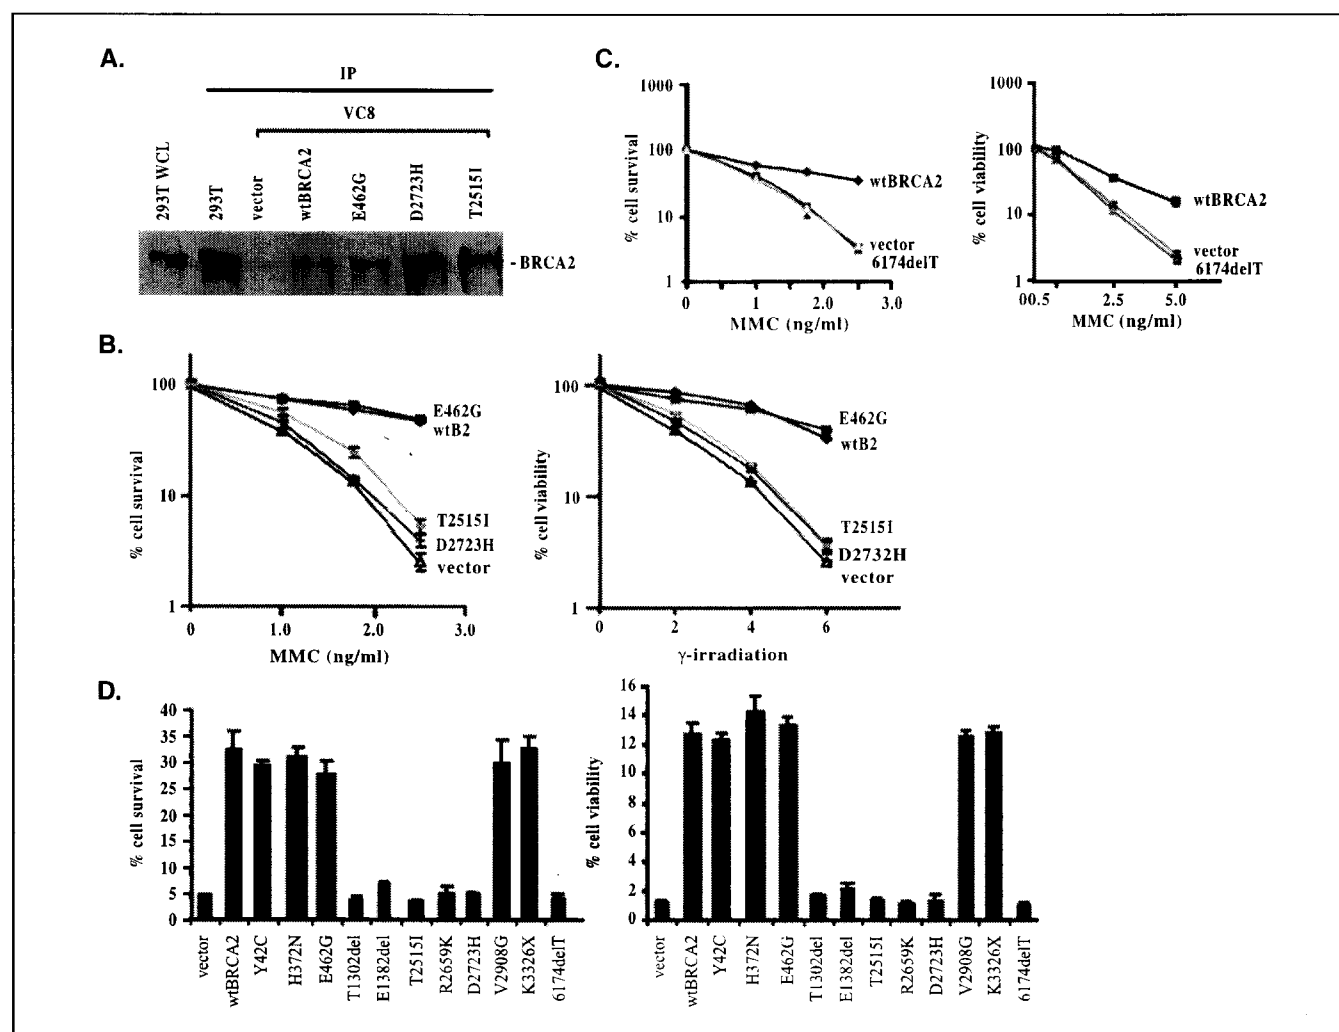 A.
IP
VC8
293T WCL
293T
vector
wtBRCA2
E462G
D2723H
T2515I
-BRCA2
C.
% cell survival
1000
100
10
1
0
1.0
2.0
3.0
MMC (ng/ml)
wtBRCA2
vector
6174delT
% cell viability
1000
100
10
1
00.5
2.5
5.0
MMC (ng/ml)
wtBRCA2
vector
6174delT
B.
% cell survival
100
10
1
0
1.0
2.0
3.0
MMC (ng/ml)
E462G
wtB2
T2515I
D2723H
vector
% cell viability
100
10
1
0
2
4
6
γ-irradiation
E462G
wtB2
T2515I
D2732H
vector
D.
% cell survival
40
35
30
25
20
15
10
5
0
vector
wtBRCA2
Y42C
H372N
E462G
T1302del
E1382del
T2515I
R2659K
D2723H
V2908G
K3326X
6174delT
% cell viability
16
14
12
10
8
6
4
2
0
vector
wtBRCA2
Y42C
H372N
E462G
T1302del
E1382del
T2515I
R2659K
D2723H
V2908G
K3326X
6174delT